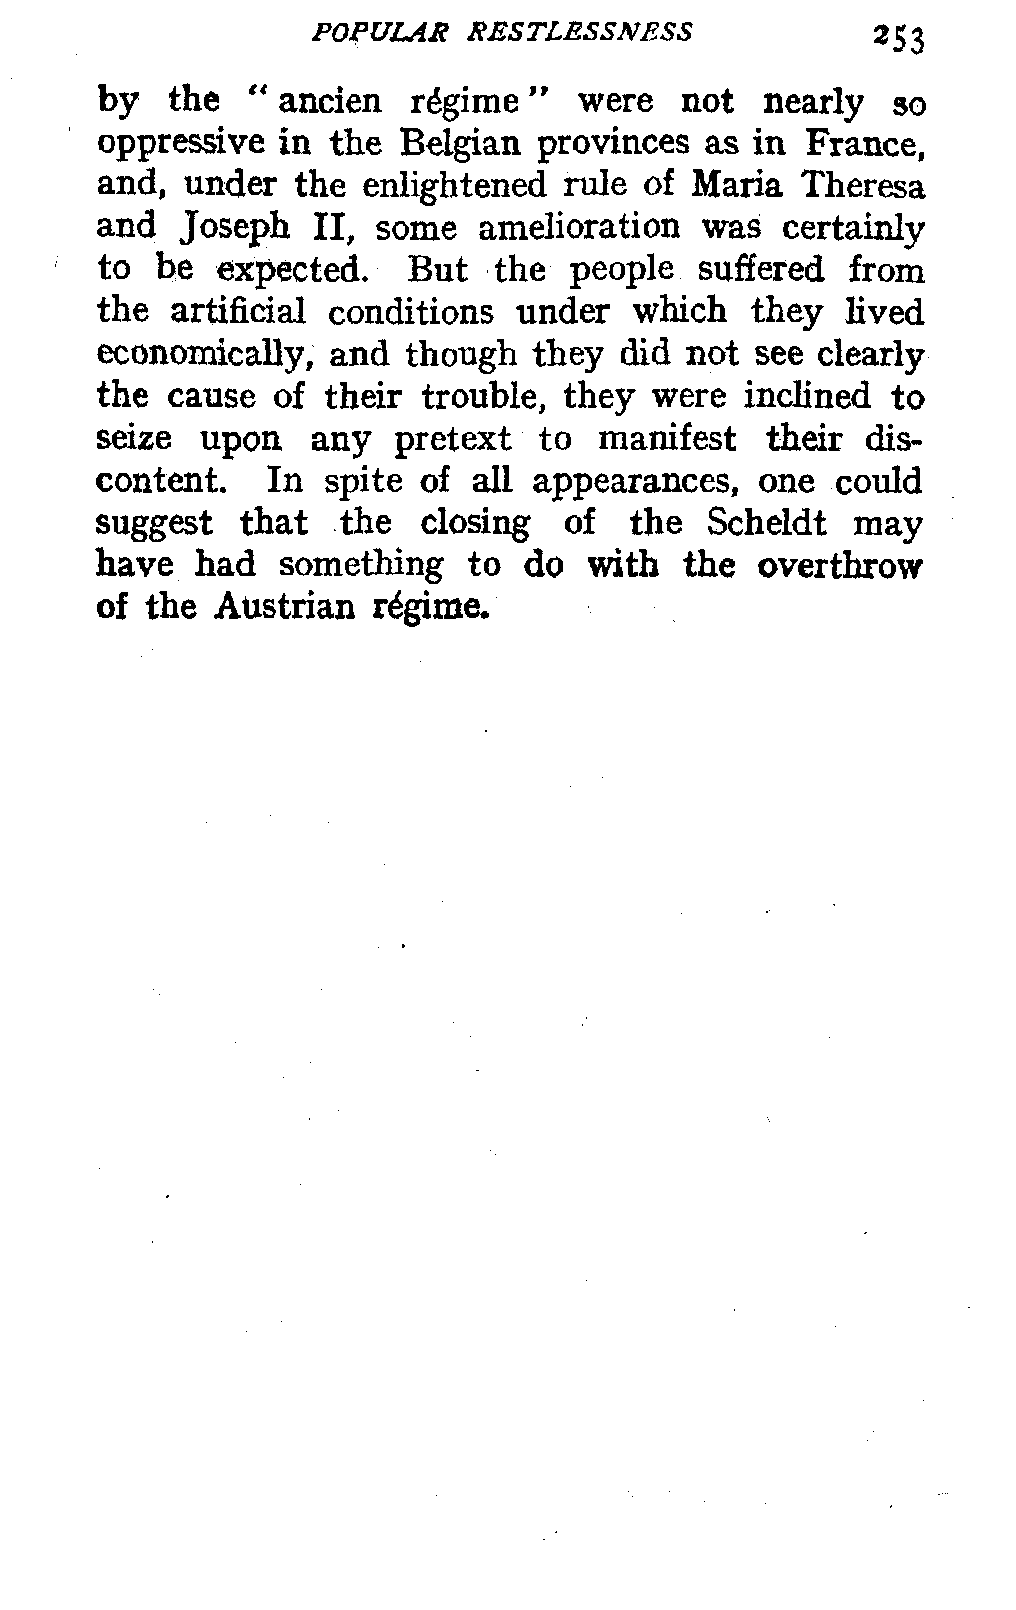 POPULAR RESTLESSNESS 253
by the “ ancien régime ” were not nearly so
oppressive in the Belgian provinces as in France,
and, under the enlightened rule of Maria Theresa
and Joseph II, some amelioration was certainly
to be expected. But the people suffered from
the artificial conditions under which they lived
economically, and though they did not see clearly
the cause of their trouble, they were inclined to
seize upon any pretext to manifest their dis-
content. In spite of all appearances, one could
suggest that the closing of the Scheldt may
have had something to do with the overthrow
of the Austrian régime.